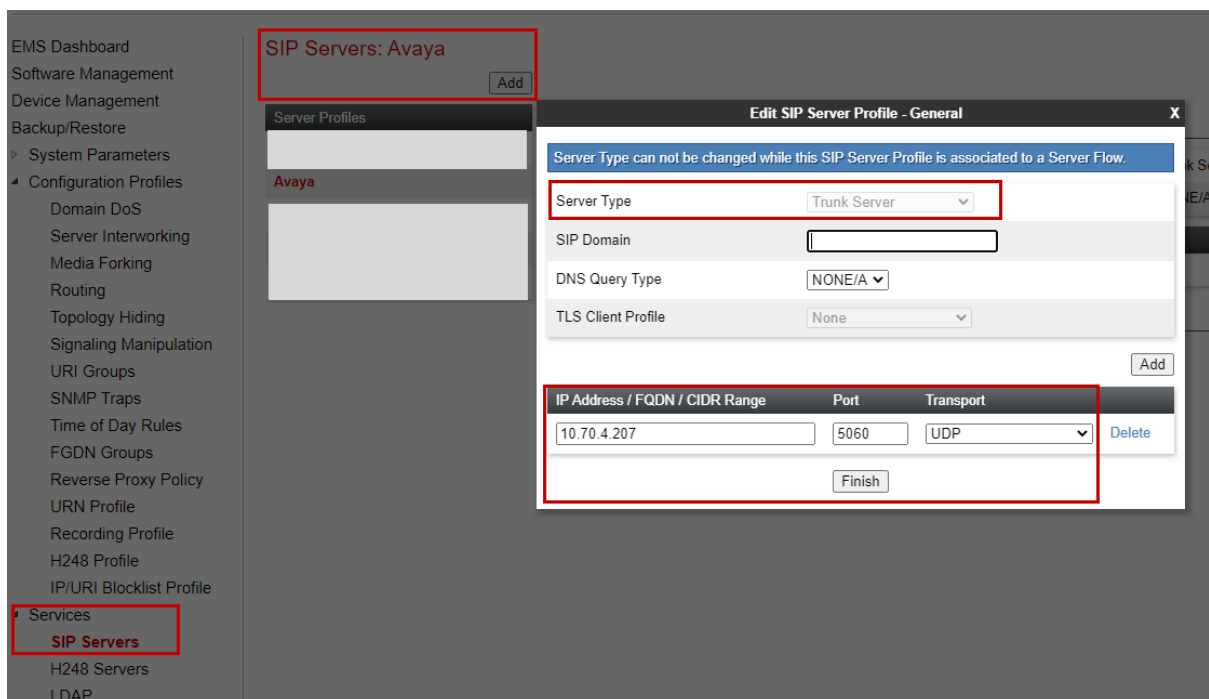 EMS Dashboard
Software Management
Device Management
Backup/Restore
System Parameters
Configuration Profiles
Domain DoS
Server Interworking
Media Forking
Routing
Topology Hiding
Signaling Manipulation
URI Groups
SNMP Traps
Time of Day Rules
FGDN Groups
Reverse Proxy Policy
URN Profile
Recording Profile
H248 Profile
IP/URI Blocklist Profile
Services
SIP Servers
H248 Servers
LDAP
SIP Servers: Avaya
Add
Server Profiles
Avaya
Edit SIP Server Profile - General X
Server Type can not be changed while this SIP Server Profile is associated to a Server Flow.
Server Type Trunk Server
SIP Domain
DNS Query Type NONE/A
TLS Client Profile None
Add
IP Address / FQDN / CIDR Range Port Transport
10.70.4.207 5060 UDP Delete
Finish